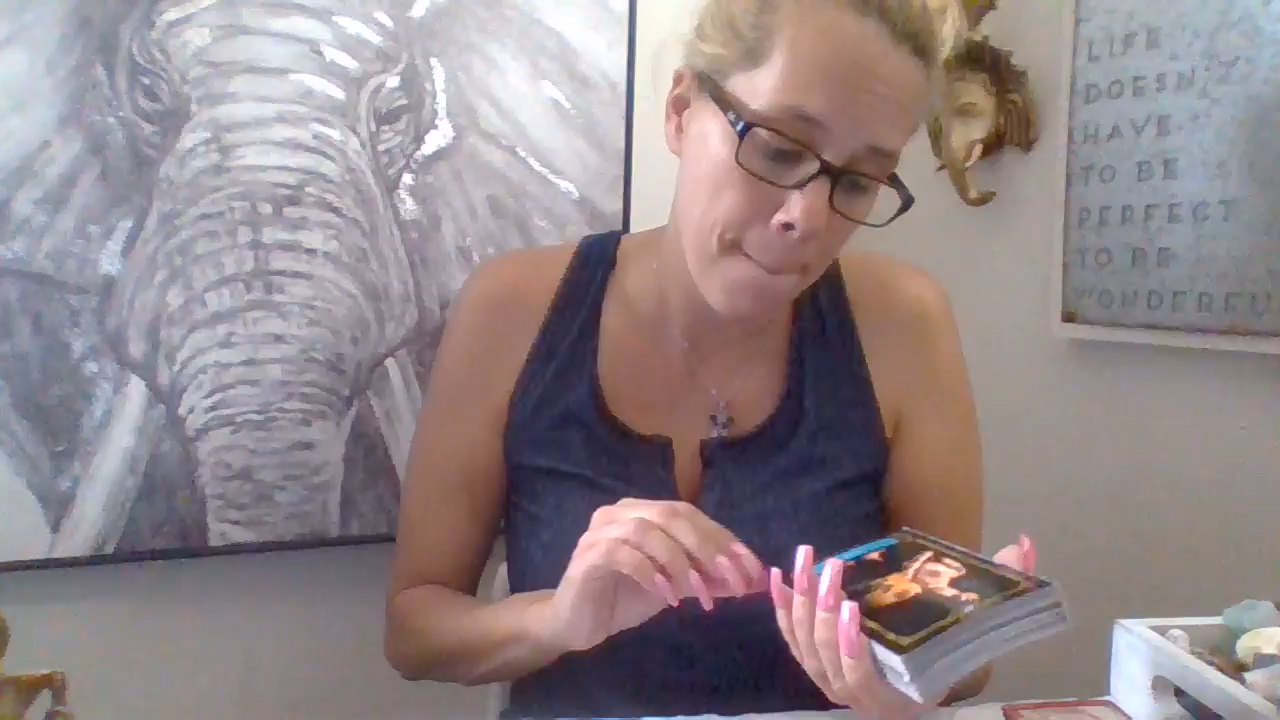 LIFE
DOESN'T
HAVE
TO BE
PERFECT
TO BE
WONDERFU